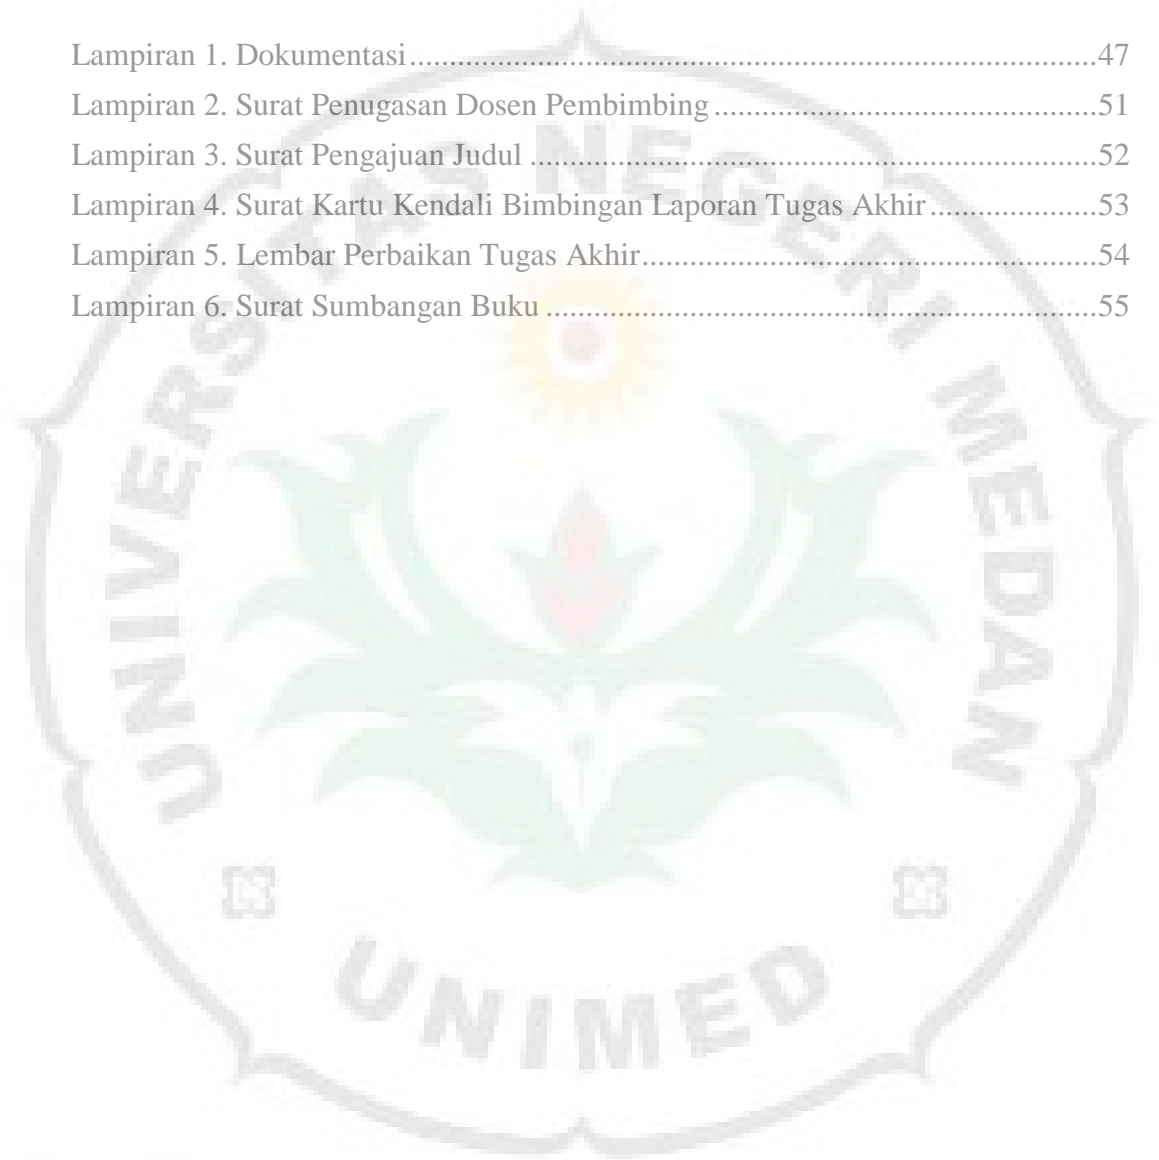 Lampiran 1. Dokumentasi......................................................................................47
Lampiran 2. Surat Penugasan Dosen Pembimbing................................................51
Lampiran 3. Surat Pengajuan Judul.......................................................................52
Lampiran 4. Surat Kartu Kendali Bimbingan Laporan Tugas Akhir.....................53
Lampiran 5. Lembar Perbaikan Tugas Akhir.........................................................54
Lampiran 6. Surat Sumbangan Buku.....................................................................55
UNIVERSITAS NEGERI MEDAN
UNIMED